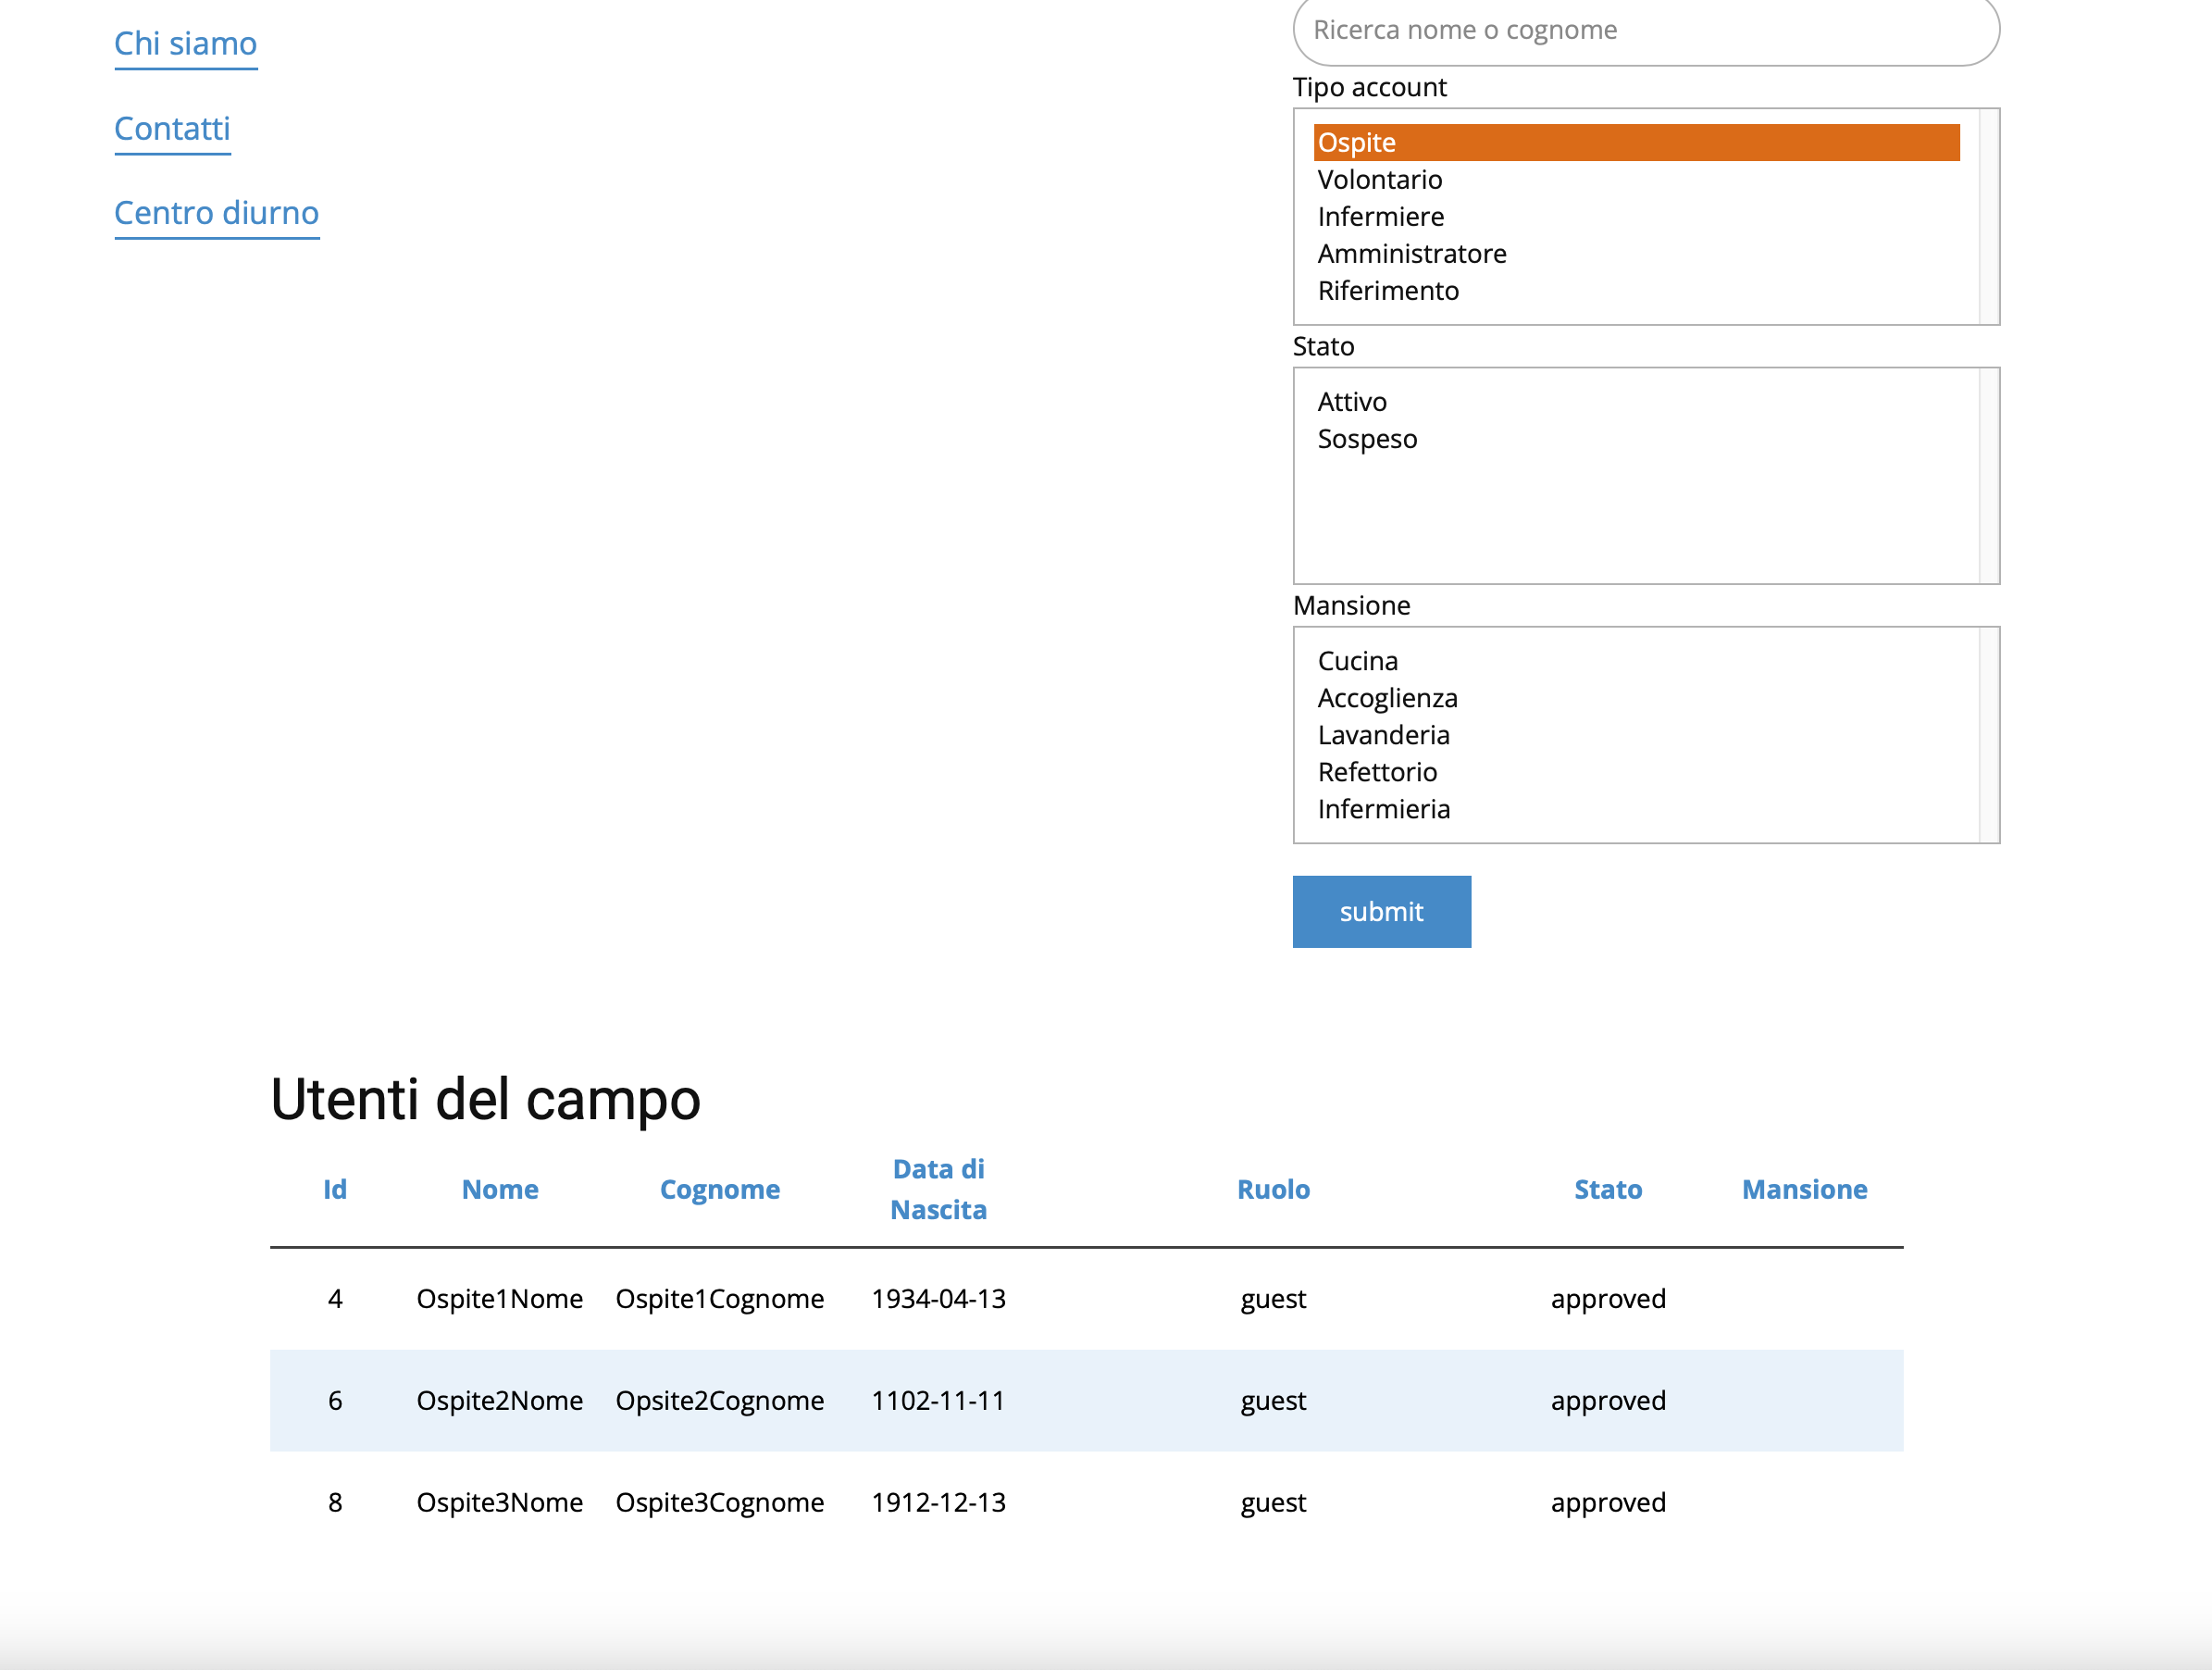 Chi siamo
Contatti
Centro diurno
Ricerca nome o cognome
Tipo account
Ospite
Volontario
Infermiere
Amministratore
Riferimento
Stato
Attivo
Sospeso
Mansione
Cucina
Accoglienza
Lavanderia
Refettorio
Infermieria
submit
Utenti del campo
Id Nome Cognome Data di Nascita Ruolo Stato Mansione
4 Ospite1Nome Ospite1Cognome 1934-04-13 guest approved
6 Ospite2Nome Opsite2Cognome 1102-11-11 guest approved
8 Ospite3Nome Ospite3Cognome 1912-12-13 guest approved